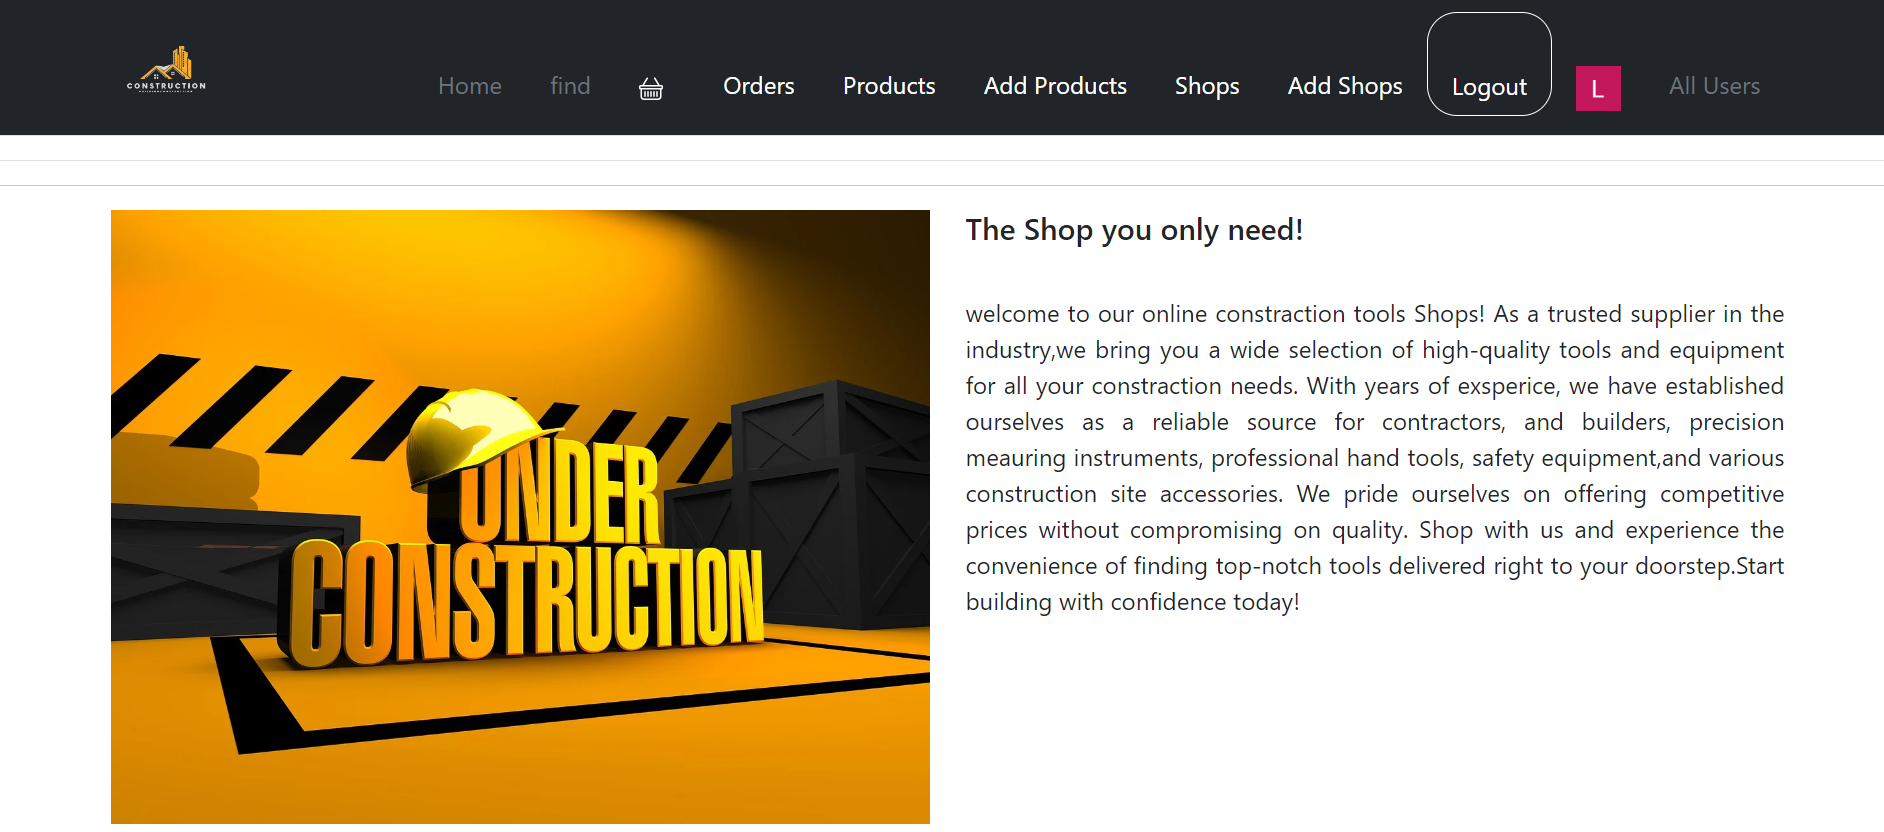 CONSTRUCTION
Home find Orders Products Add Products Shops Add Shops Logout L All Users
The Shop you only need!
welcome to our online constraction tools Shops! As a trusted supplier in the
industry,we bring you a wide selection of high-quality tools and equipment
for all your constraction needs. With years of exsperice, we have established
ourselves as a reliable source for contractors, and builders, precision
meauring instruments, professional hand tools, safety equipment,and various
construction site accessories. We pride ourselves on offering competitive
prices without compromising on quality. Shop with us and experience the
convenience of finding top-notch tools delivered right to your doorstep.Start
building with confidence today!
UNDER
CONSTRUCTION